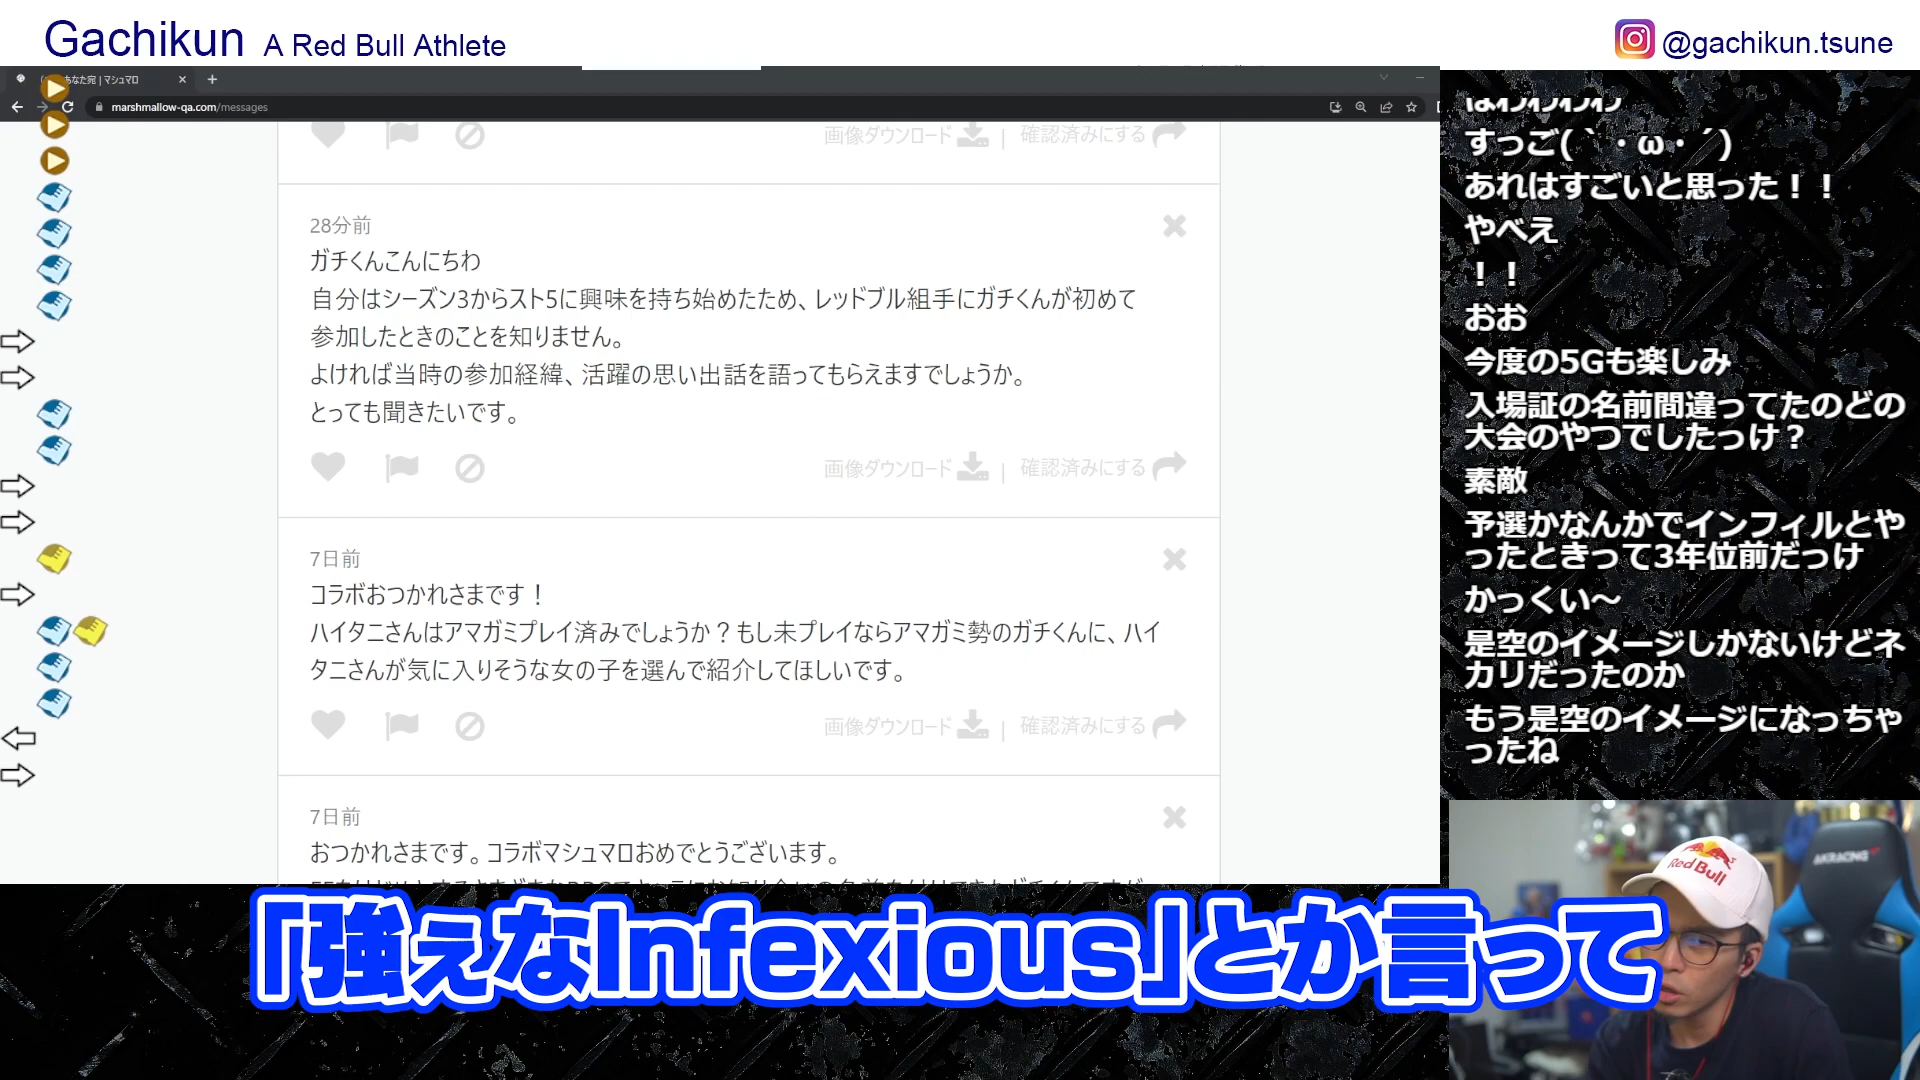 Gachikun A Red Bull Athlete
@gachikun.tsune
あなた宛 | マシュマロ
marshmallow-qa.com/messages
画像ダウンロード | 確認済みにする
28分前
ガチくんこんにちわ
自分はシーズン3からスト5に興味を持ち始めたため、レッドブル組手にガチくんが初めて
参加したときのことを知りません。
よければ当時の参加経緯、活躍の思い出話を語ってもらえますでしょうか。
とっても聞きたいです。
画像ダウンロード | 確認済みにする
7日前
コラボおつかれさまです！
ハイタニさんはアマガミプレイ済みでしょうか？もし未プレイならアマガミ勢のガチくんに、ハイ
タニさんが気に入りそうな女の子を選んで紹介してほしいです。
画像ダウンロード | 確認済みにする
7日前
おつかれさまです。コラボマシュマロおめでとうございます。
すっご(｀・ω・´)
あれはすごいと思った！！
やべえ
！！
おお
今度の5Gも楽しみ
入場証の名前間違ってたのどの
大会のやつでしたっけ？
素敵
予選かなんかでインフィルとや
ったときって3年位前だっけ
かっくい～
是空のイメージしかないけどネ
カリだったのか
もう是空のイメージになっちゃ
ったね
AKRACING
Red Bull
「強ぇなInfexious」とか言って